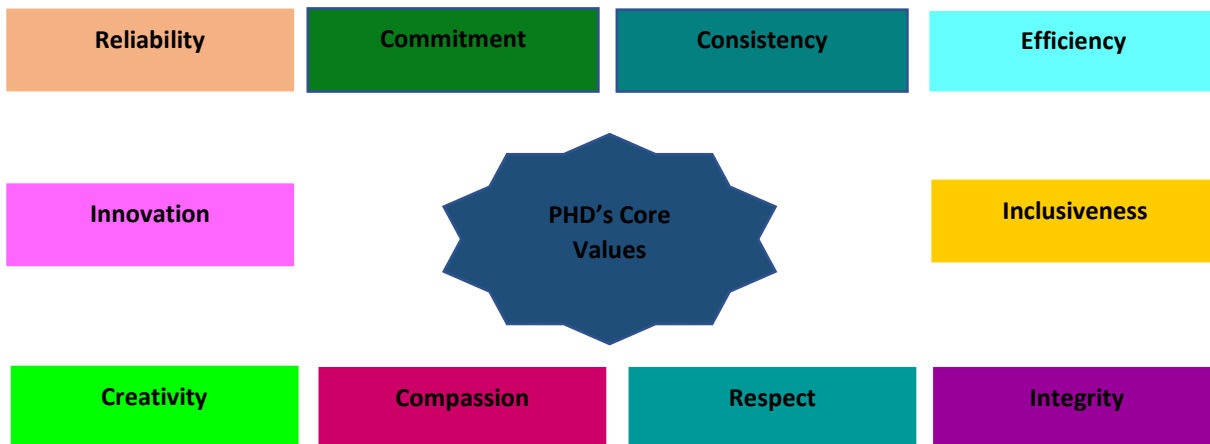 Reliability
Commitment
Consistency
Efficiency
Innovation
PHD’s Core
Values
Inclusiveness
Creativity
Compassion
Respect
Integrity